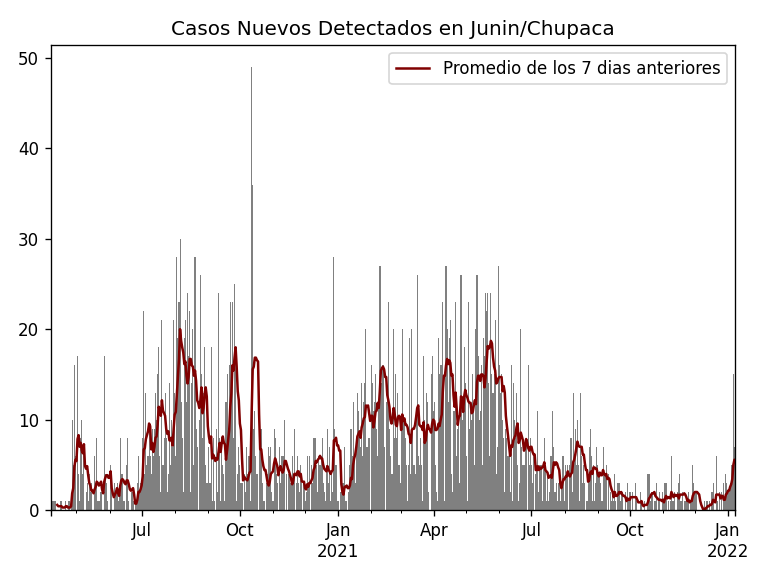 Casos Nuevos Detectados en Junin/Chupaca
Promedio de los 7 dias anteriores
50
40
30
20
10
0
Jul
Oct
Jan
2021
Apr
Jul
Oct
Jan
2022